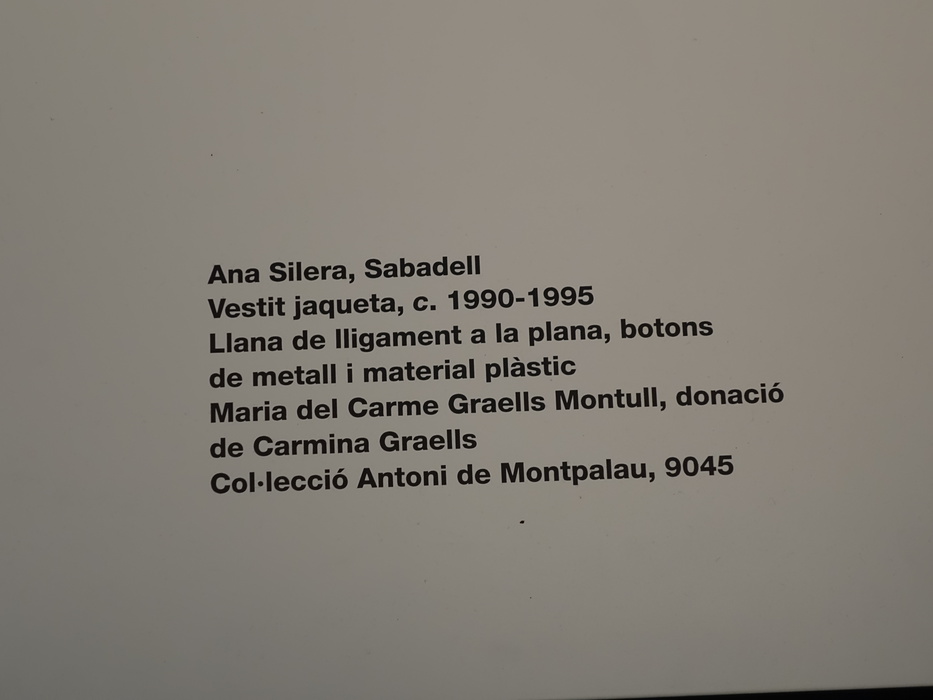 Ana Silera, Sabadell
Vestit jaqueta, c. 1990-1995
Llana de lligament a la plana, botons
de metall i material plàstic
Maria del Carme Graells Montull, donació
de Carmina Graells
Col·lecció Antoni de Montpalau, 9045